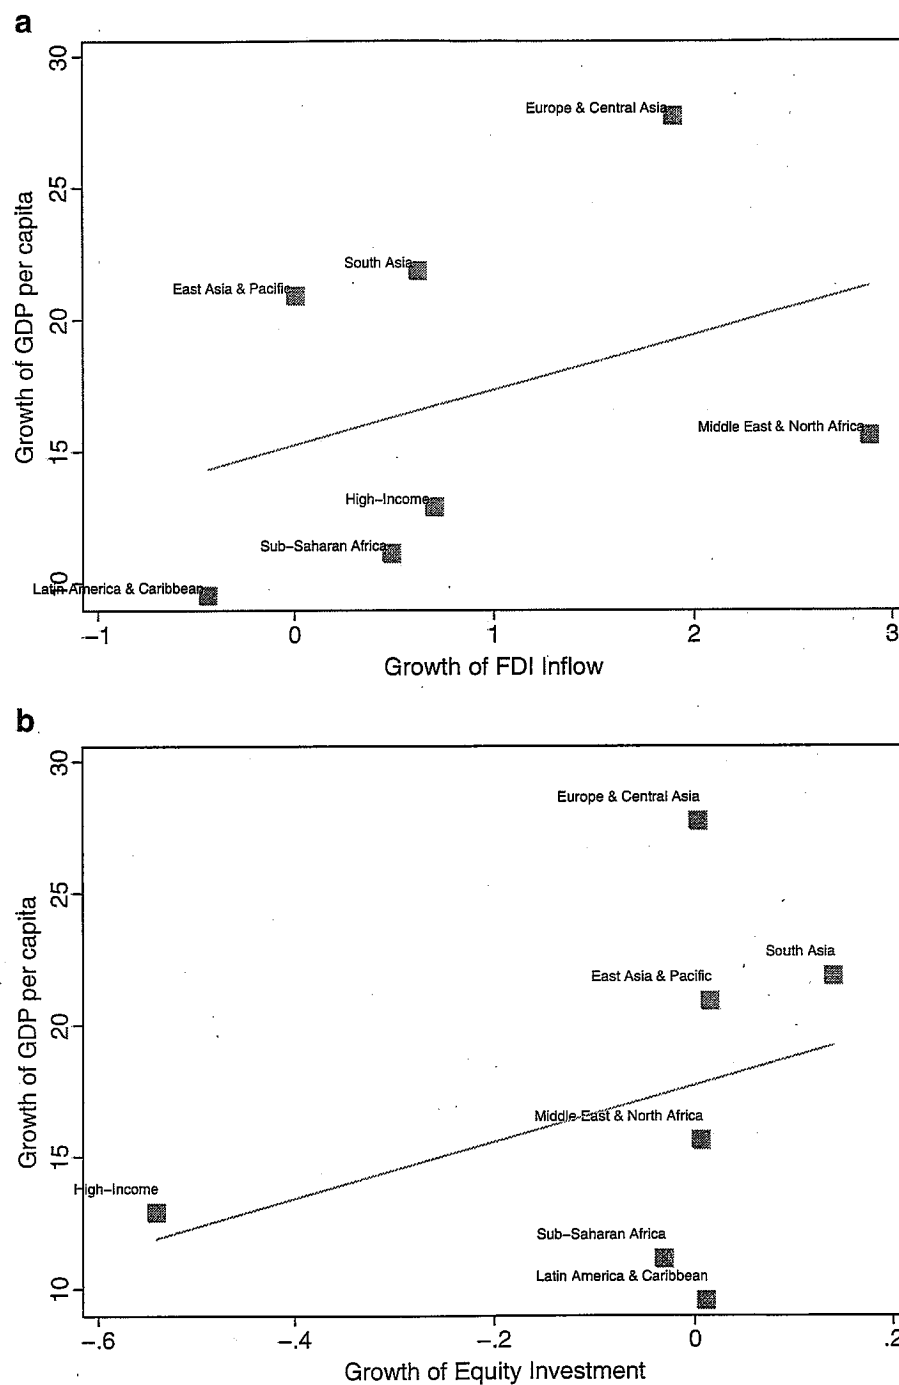 a
30
Europe & Central Asia
25
South Asia
East Asia & Pacific
20
Middle East & North Africa
15
High-Income
Sub-Saharan Africa
10
Latin America & Caribbean
-1 0 1 2 3
Growth of GDP per capita
Growth of FDI Inflow
b
30
Europe & Central Asia
25
South Asia
East Asia & Pacific
20
Middle East & North Africa
15
High-Income
Sub-Saharan Africa
Latin America & Caribbean
10
-.6 -.4 -.2 0 .2
Growth of GDP per capita
Growth of Equity Investment